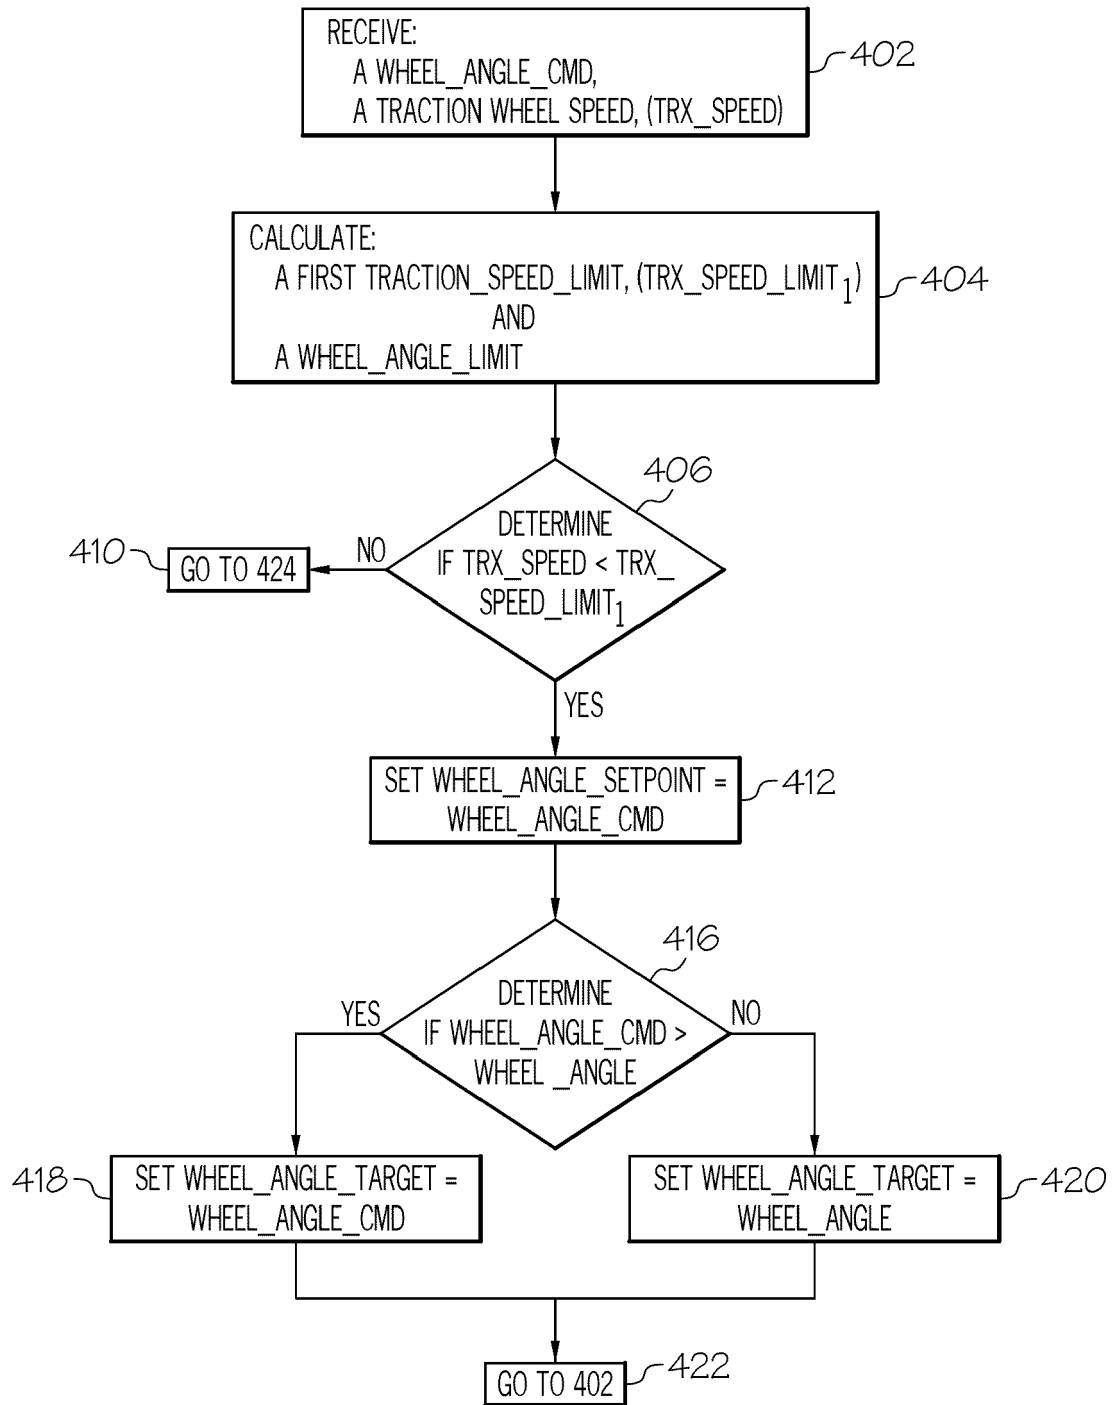 RECEIVE:
A WHEEL_ANGLE_CMD,
A TRACTION WHEEL SPEED, (TRX_SPEED)
402
CALCULATE:
A FIRST TRACTION_SPEED_LIMIT, (TRX_SPEED_LIMIT1)
AND
A WHEEL_ANGLE_LIMIT
404
406
DETERMINE
IF TRX_SPEED < TRX_
SPEED_LIMIT1
NO
410
GO TO 424
YES
SET WHEEL_ANGLE_SETPOINT =
WHEEL_ANGLE_CMD
412
416
DETERMINE
IF WHEEL_ANGLE_CMD >
WHEEL _ANGLE
YES
NO
418
SET WHEEL_ANGLE_TARGET =
WHEEL_ANGLE_CMD
SET WHEEL_ANGLE_TARGET =
WHEEL_ANGLE
420
GO TO 402
422